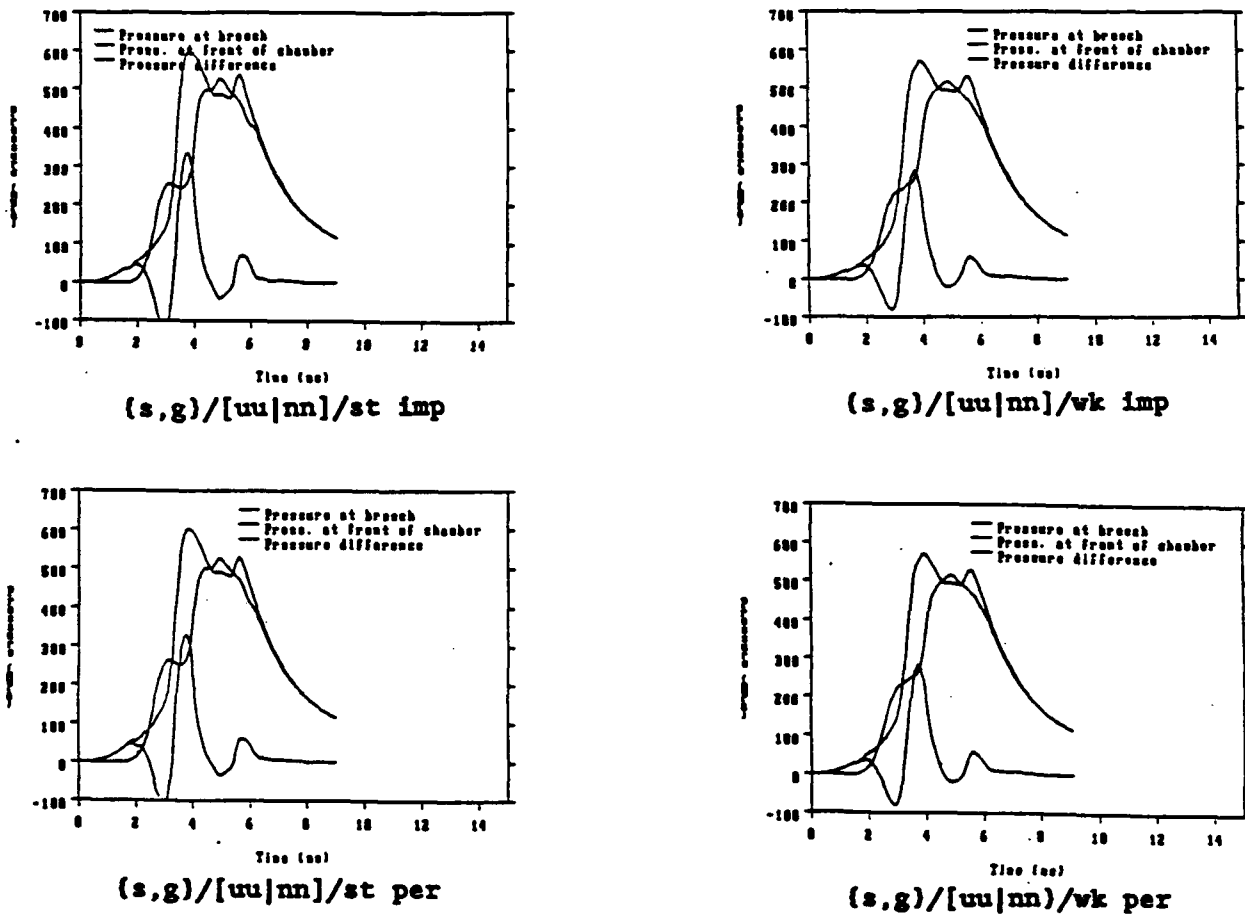 700
600
500
400
300
200
100
0
-100
Pressure at breech
Press. at front of chamber
Pressure difference
0 2 4 6 8 10 12 14
Time (ms)
{s,g}/[uu|nn]/st imp
700
600
500
400
300
200
100
0
-100
Pressure at breech
Press. at front of chamber
Pressure difference
0 2 4 6 8 10 12 14
Time (ms)
{s,g}/[uu|nn]/wk imp
700
600
500
400
300
200
100
0
-100
Pressure at breech
Press. at front of chamber
Pressure difference
0 2 4 6 8 10 12 14
Time (ms)
{s,g}/[uu|nn]/st per
700
600
500
400
300
200
100
0
-100
Pressure at breech
Press. at front of chamber
Pressure difference
0 2 4 6 8 10 12 14
Time (ms)
{s,g}/[uu|nn)/wk per